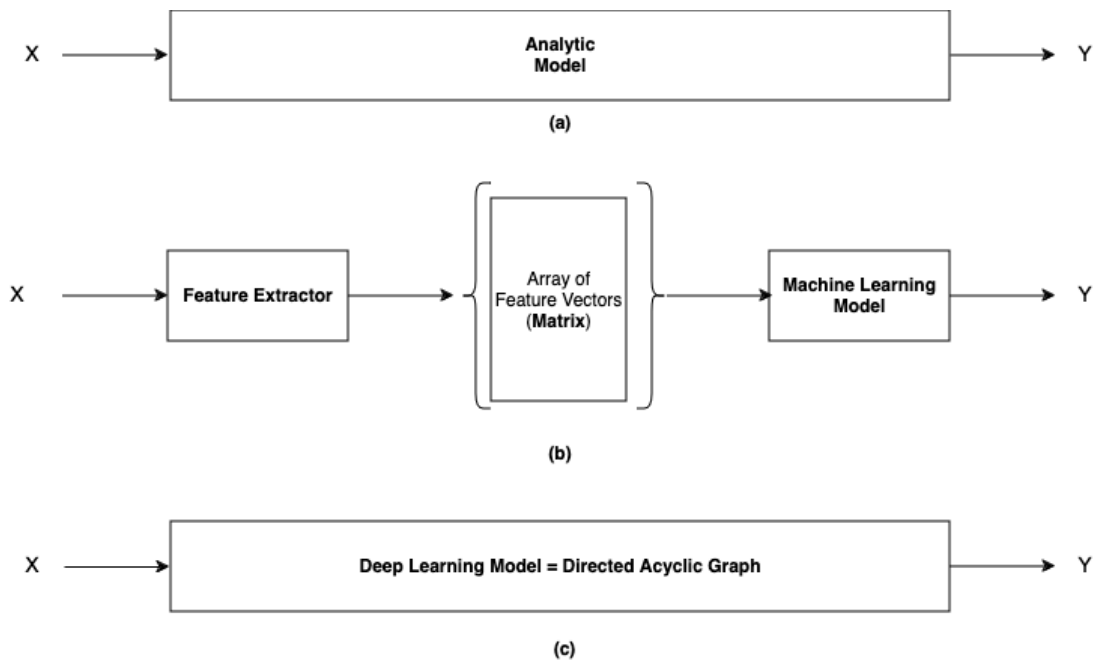 X
Analytic
Model
Y
(a)
X
Feature Extractor
Array of
Feature Vectors
(Matrix)
Machine Learning
Model
Y
(b)
X
Deep Learning Model = Directed Acyclic Graph
Y
(c)